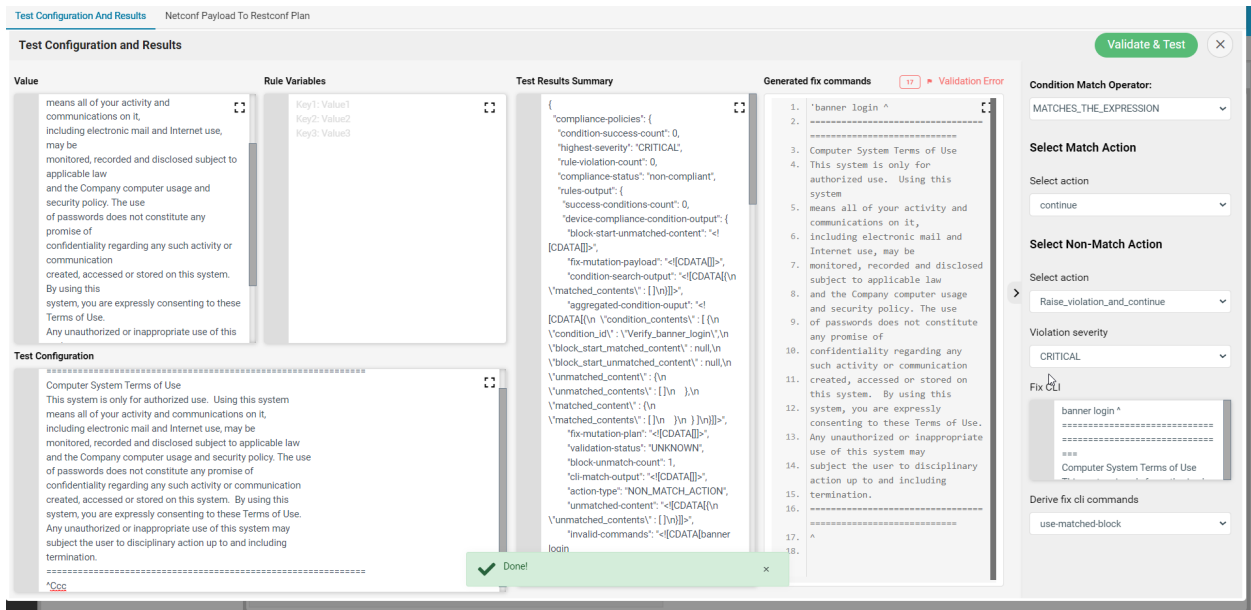 Test Configuration And Results
Netconf Payload To Restconf Plan
Test Configuration and Results
Validate & Test
Value
means all of your activity and
communications on it,
including electronic mail and Internet use,
may be
monitored, recorded and disclosed subject to
applicable law
and the Company computer usage and
security policy. The use
of passwords does not constitute any
promise of
confidentiality regarding any such activity or
communication
created, accessed or stored on this system.
By using this
system, you are expressly consenting to these
Terms of Use.
Any unauthorized or inappropriate use of this
Rule Variables
Key1: Value1
Key2: Value2
Key3: Value3
Test Configuration
=============================================================
Computer System Terms of Use
This system is only for authorized use.  Using this system
means all of your activity and communications on it,
including electronic mail and Internet use, may be
monitored, recorded and disclosed subject to applicable law
and the Company computer usage and security policy. The use
of passwords does not constitute any promise of
confidentiality regarding any such activity or communication
created, accessed or stored on this system.  By using this
system, you are expressly consenting to these Terms of Use.
Any unauthorized or inappropriate use of this system may
subject the user to disciplinary action up to and including
termination.
=============================================================
^Ccc
Test Results Summary
{
"compliance-policies": {
"condition-success-count": 0,
"highest-severity": "CRITICAL",
"rule-violation-count": 0,
"compliance-status": "non-compliant",
"rules-output": {
"success-conditions-count": 0,
"device-compliance-condition-output": {
"block-start-unmatched-content": "<!
[CDATA[]]>",
"fix-mutation-payload": "<![CDATA[]]>",
"condition-search-output": "<![CDATA[{\n
\"matched_contents\" : [ ]\n}]]>",
"aggregated-condition-ouput": "<!
[CDATA[{\n  \"condition_contents\" : [ {\n
\"condition_id\" : \"Verify_banner_login\",\n
\"block_start_matched_content\" : null,\n
\"block_start_unmatched_content\" : null,\n
\"unmatched_content\" : {\n
\"unmatched_contents\" : [ ]\n    },\n
\"matched_content\" : {\n
\"matched_contents\" : [ ]\n    }\n  } ]\n}]]>",
"fix-mutation-plan": "<![CDATA[]]>",
"validation-status": "UNKNOWN",
"block-unmatch-count": 1,
"cli-match-output": "<![CDATA[]]>",
"action-type": "NON_MATCH_ACTION",
"unmatched-content": "<![CDATA[{\n
\"unmatched_contents\" : [ ]\n}]]>",
"invalid-commands": "<![CDATA[banner
login
Generated fix commands
17
Validation Error
1. 'banner login ^
2. =================================
============================
3. Computer System Terms of Use
4. This system is only for
authorized use.  Using this
system
5. means all of your activity and
communications on it,
6. including electronic mail and
Internet use, may be
7. monitored, recorded and disclosed
subject to applicable law
8. and the Company computer usage
and security policy. The use
9. of passwords does not constitute
any promise of
10. confidentiality regarding any
such activity or communication
11. created, accessed or stored on
this system.  By using this
12. system, you are expressly
consenting to these Terms of Use.
13. Any unauthorized or inappropriate
use of this system may
14. subject the user to disciplinary
action up to and including
15. termination.
16. =================================
============================
17. ^
18.
Condition Match Operator:
MATCHES_THE_EXPRESSION
Select Match Action
Select action
continue
Select Non-Match Action
Select action
Raise_violation_and_continue
Violation severity
CRITICAL
Fix CLI
banner login ^
=============================
=============================
===
Computer System Terms of Use
Derive fix cli commands
use-matched-block
Done!